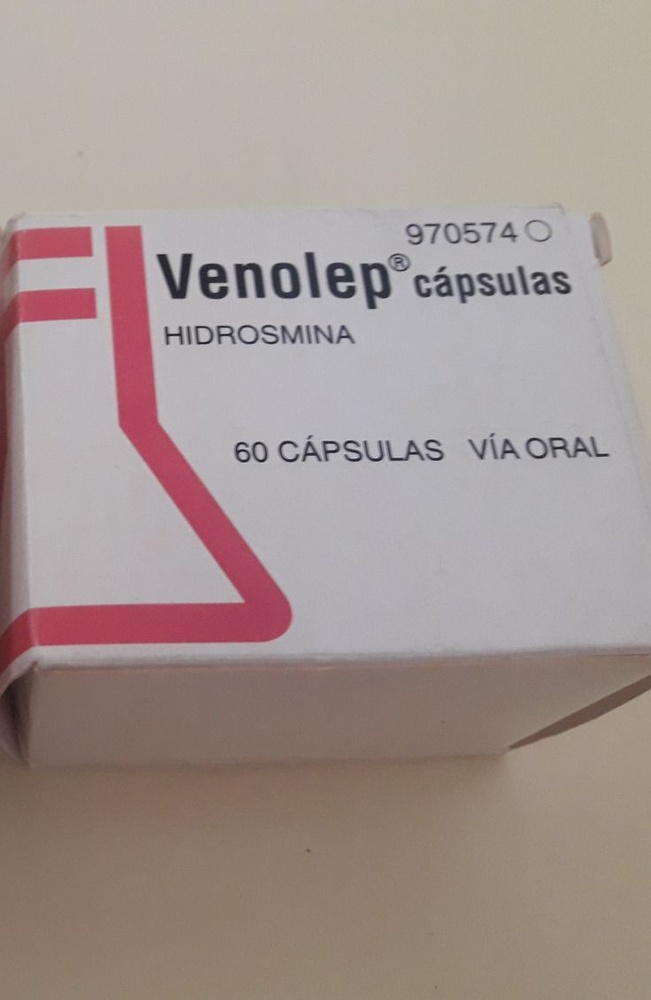 970574 O
Venolep® cápsulas
HIDROSMINA
60 CÁPSULAS VÍA ORAL